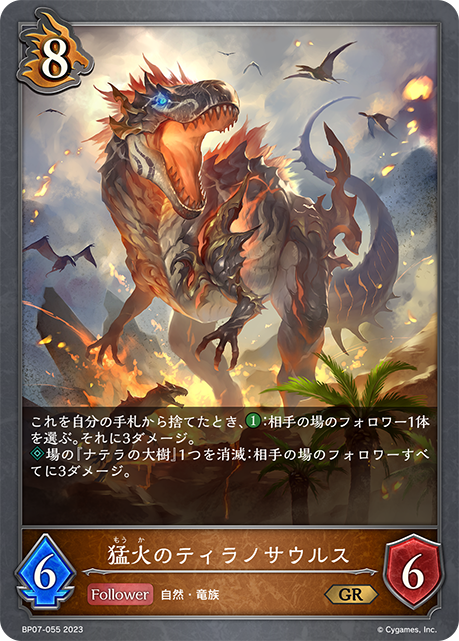 8
これを自分の手札から捨てたとき、1:相手の場のフォロワー1体
を選ぶ。それに3ダメージ。
場の『ナテラの大樹』1つを消滅:相手の場のフォロワーすべ
てに3ダメージ。
もうか
猛火のティラノサウルス
6
Follower 自然・竜族 GR
6
BP07-055 2023 © Cygames, Inc.